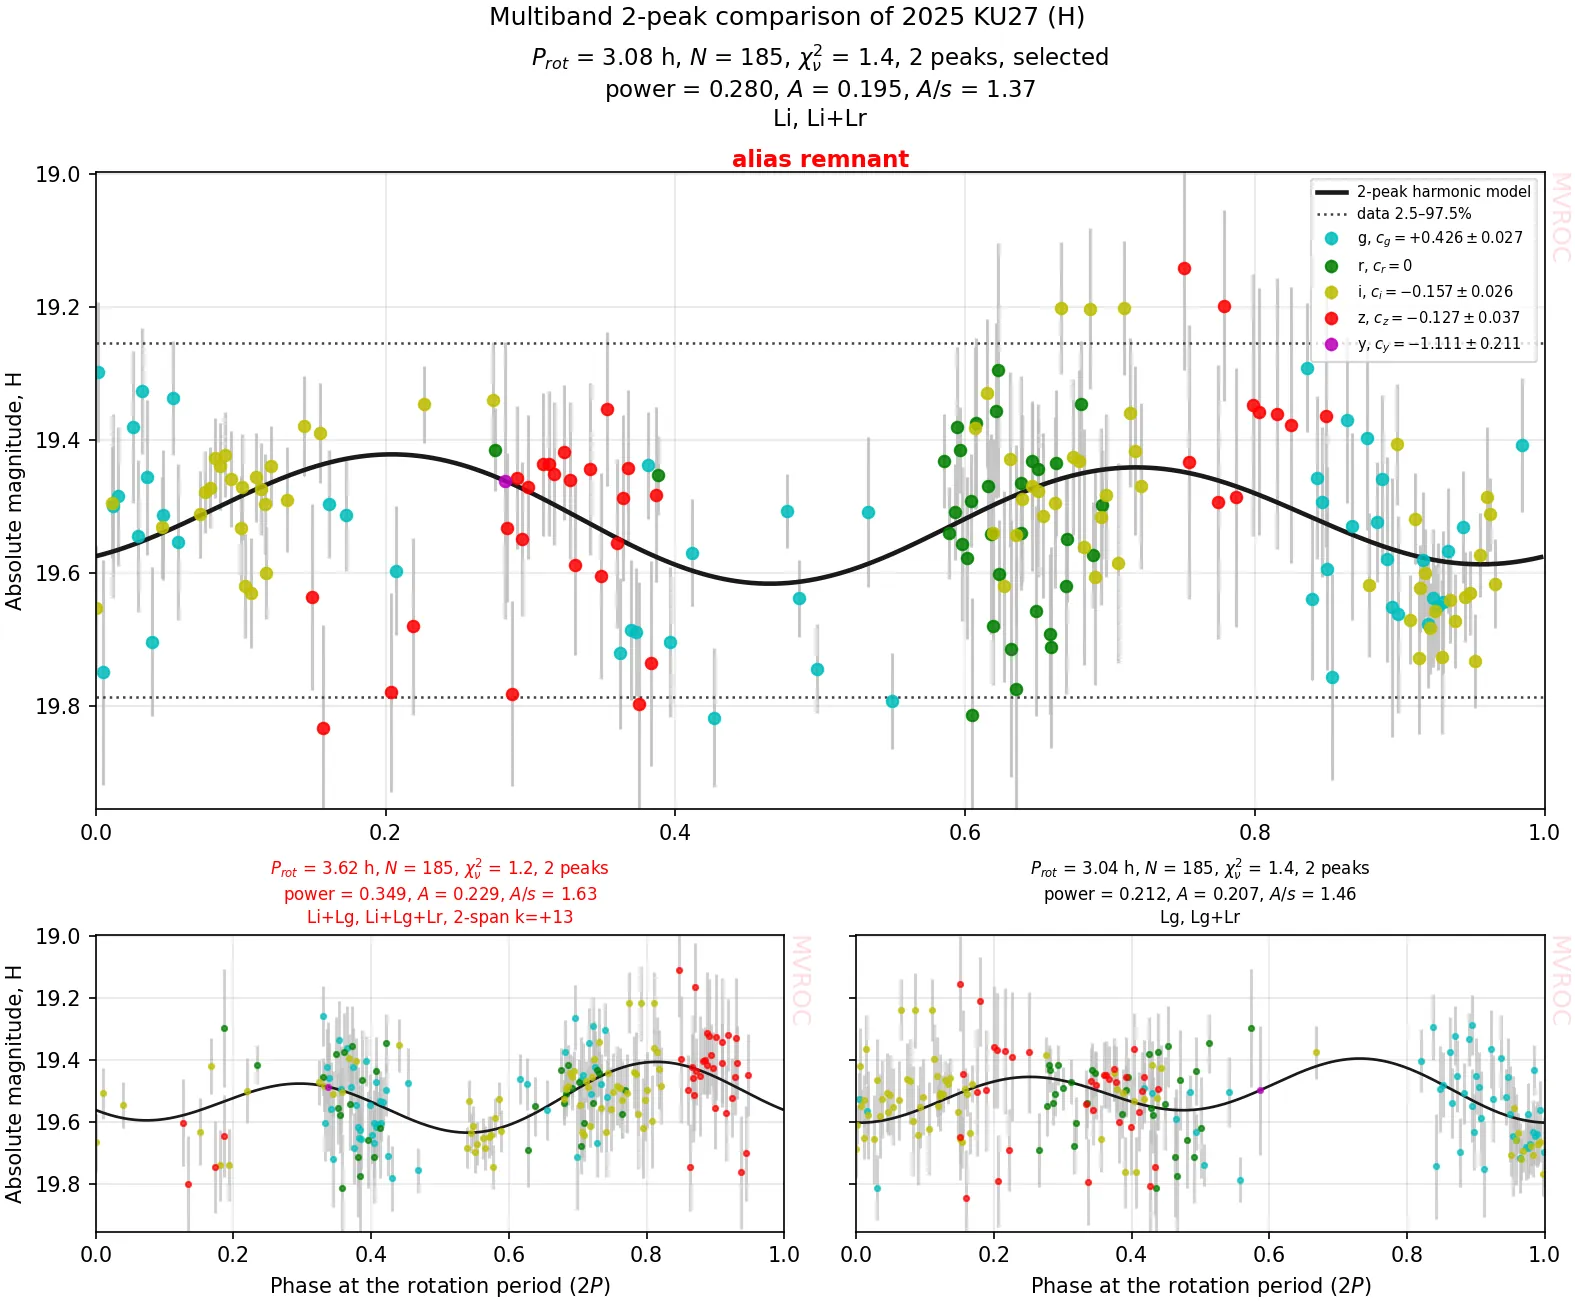 Multiband 2-peak comparison of 2025 KU27 (H)
P_rot = 3.08 h, N = 185, χ²_ν = 1.4, 2 peaks, selected
power = 0.280, A = 0.195, A/s = 1.37
Li, Li+Lr
alias remnant
19.0
19.2
19.4
19.6
19.8
Absolute magnitude, H
2-peak harmonic model
data 2.5–97.5%
g, c_g = +0.426 ± 0.027
r, c_r = 0
i, c_i = −0.157 ± 0.026
z, c_z = −0.127 ± 0.037
y, c_y = −1.111 ± 0.211
MVROC
0.0 0.2 0.4 0.6 0.8 1.0
P_rot = 3.62 h, N = 185, χ²_ν = 1.2, 2 peaks
power = 0.349, A = 0.229, A/s = 1.63
Li+Lg, Li+Lg+Lr, 2-span k=+13
19.0
19.2
19.4
19.6
19.8
Absolute magnitude, H
MVROC
0.0 0.2 0.4 0.6 0.8 1.0
Phase at the rotation period (2P)
P_rot = 3.04 h, N = 185, χ²_ν = 1.4, 2 peaks
power = 0.212, A = 0.207, A/s = 1.46
Lg, Lg+Lr
MVROC
0.0 0.2 0.4 0.6 0.8 1.0
Phase at the rotation period (2P)